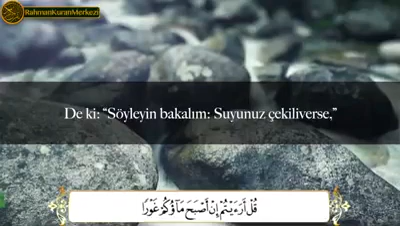 RahmanKuranMerkezi
De ki: “Söyleyin bakalım: Suyunuz çekiliverse,”
قُلْ أَرَءَيْتُمْ إِنْ أَصْبَحَ مَآؤُكُمْ غَوْرًا